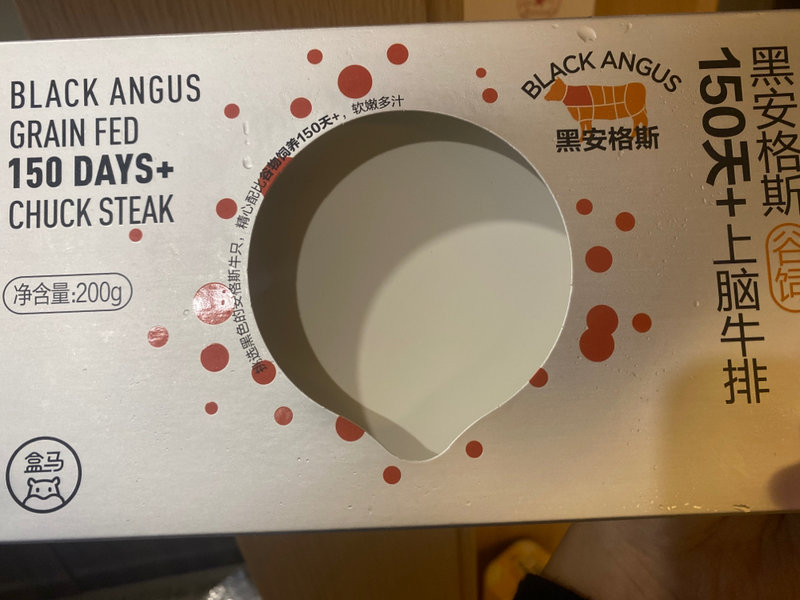 BLACK ANGUS
GRAIN FED
150 DAYS+
CHUCK STEAK
净含量:200g
盒马
挑选黑色的安格斯牛只，精心配比谷物饲养150天+，软嫩多汁
BLACK ANGUS
黑安格斯
黑安格斯
谷饲
150天+上脑牛排